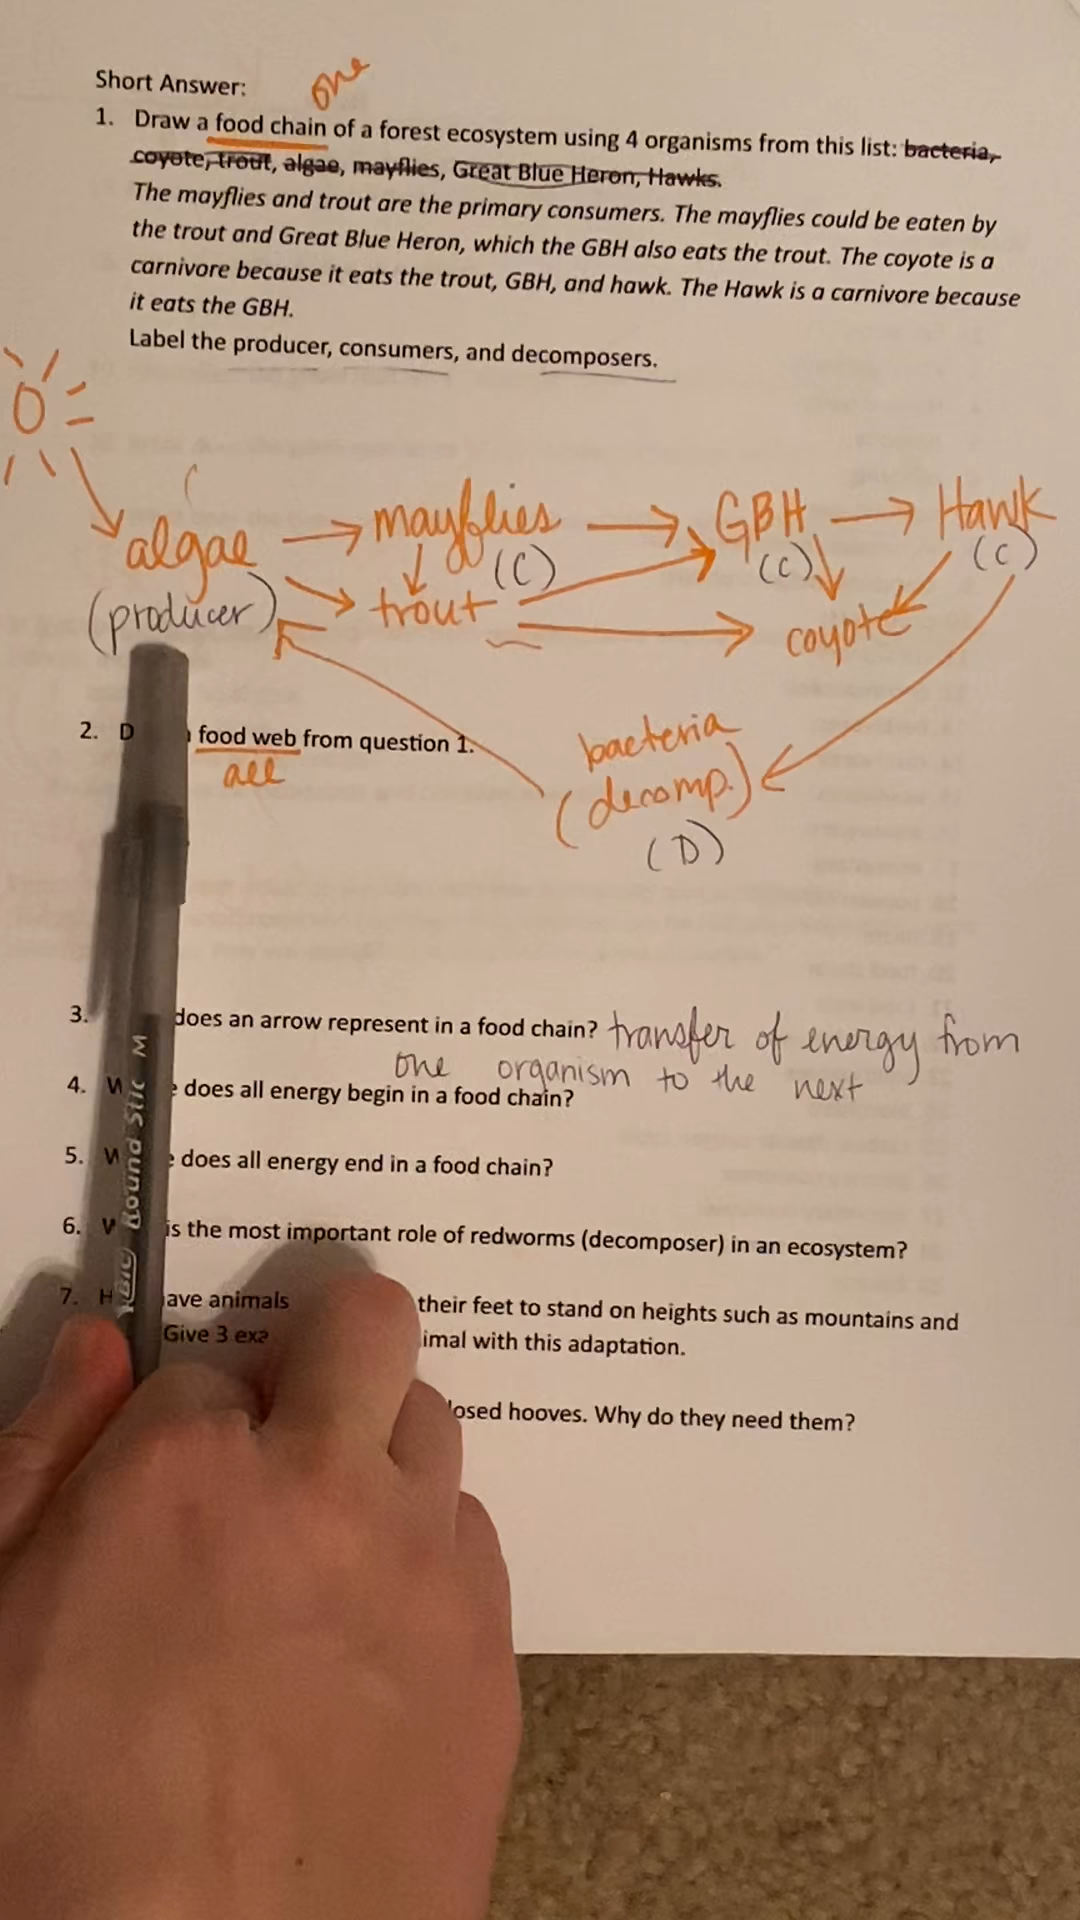 Short Answer:
one
1. Draw a food chain of a forest ecosystem using 4 organisms from this list: bacteria,
coyote, trout, algae, mayflies, Great Blue Heron, Hawks.
The mayflies and trout are the primary consumers. The mayflies could be eaten by
the trout and Great Blue Heron, which the GBH also eats the trout. The coyote is a
carnivore because it eats the trout, GBH, and hawk. The Hawk is a carnivore because
it eats the GBH.
Label the producer, consumers, and decomposers.
algae → mayflies → GBH → Hawk
(producer) (C) (C) (C)
trout coyote
2. D food web from question 1.
all
bacteria
(decomp.)
(D)
3. does an arrow represent in a food chain? transfer of energy from
one organism to the next
4. does all energy begin in a food chain?
5. does all energy end in a food chain?
6. is the most important role of redworms (decomposer) in an ecosystem?
7. animals their feet to stand on heights such as mountains and
Give 3 with this adaptation.
hooves. Why do they need them?
BIC Round Stic M